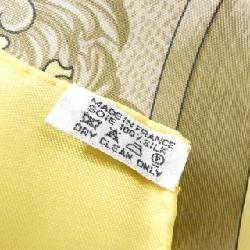 MADE IN FRANCE
SOIE 100% SILK
DRY CLEAN ONLY